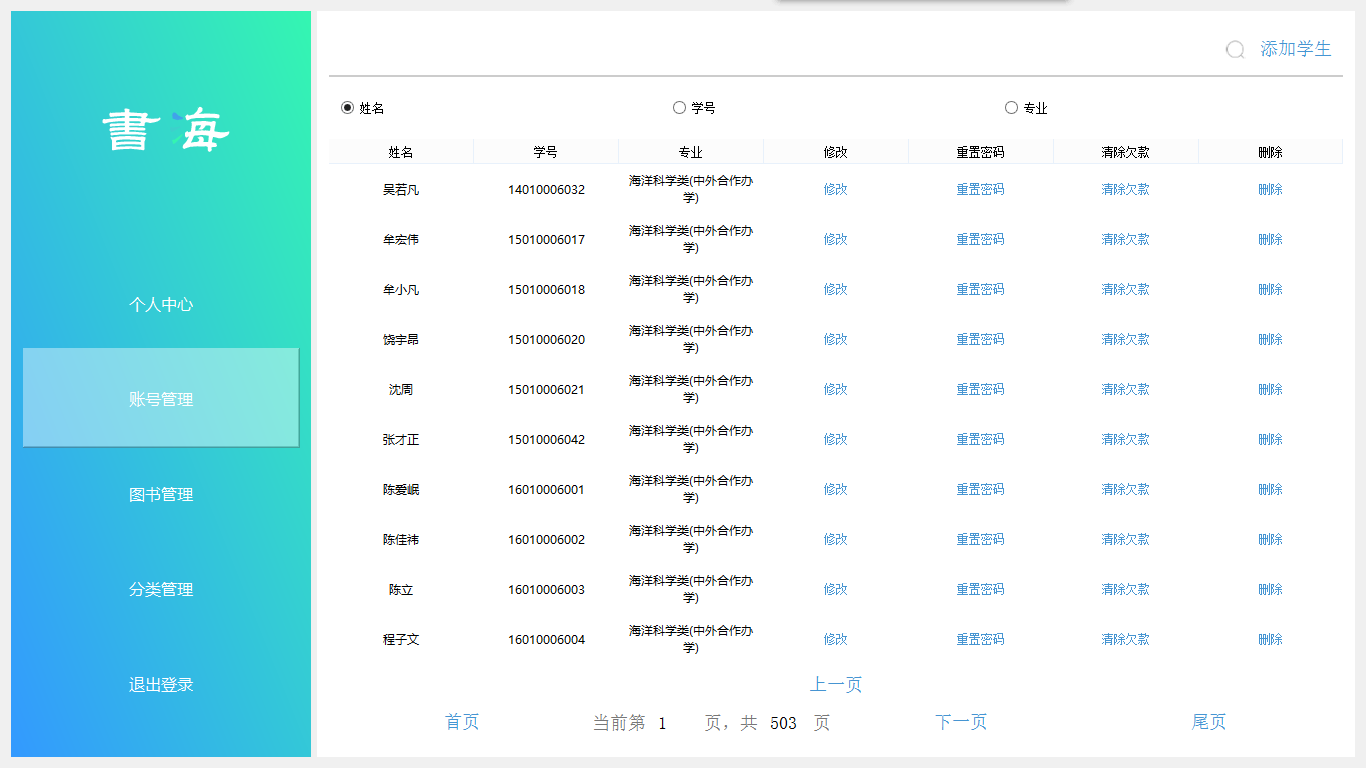 書海
个人中心
账号管理
图书管理
分类管理
退出登录
添加学生
姓名 学号 专业
姓名 学号 专业 修改 重置密码 清除欠款 删除
吴若凡 14010006032 海洋科学类(中外合作办
学) 修改 重置密码 清除欠款 删除
牟宏伟 15010006017 海洋科学类(中外合作办
学) 修改 重置密码 清除欠款 删除
牟小凡 15010006018 海洋科学类(中外合作办
学) 修改 重置密码 清除欠款 删除
饶宇昂 15010006020 海洋科学类(中外合作办
学) 修改 重置密码 清除欠款 删除
沈周 15010006021 海洋科学类(中外合作办
学) 修改 重置密码 清除欠款 删除
张才正 15010006042 海洋科学类(中外合作办
学) 修改 重置密码 清除欠款 删除
陈爱岷 16010006001 海洋科学类(中外合作办
学) 修改 重置密码 清除欠款 删除
陈佳祎 16010006002 海洋科学类(中外合作办
学) 修改 重置密码 清除欠款 删除
陈立 16010006003 海洋科学类(中外合作办
学) 修改 重置密码 清除欠款 删除
程子文 16010006004 海洋科学类(中外合作办
学) 修改 重置密码 清除欠款 删除
上一页
首页 当前第 1 页，共 503 页 下一页 尾页